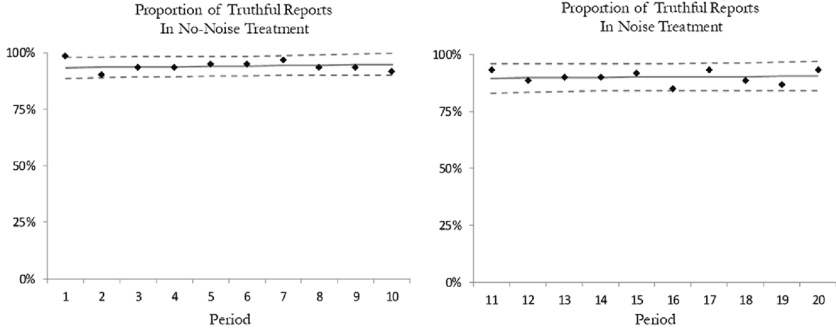 Proportion of Truthful Reports
In No-Noise Treatment
100%
75%
50%
25%
0%
1 2 3 4 5 6 7 8 9 10
Period
Proportion of Truthful Reports
In Noise Treatment
100%
75%
50%
25%
0%
11 12 13 14 15 16 17 18 19 20
Period